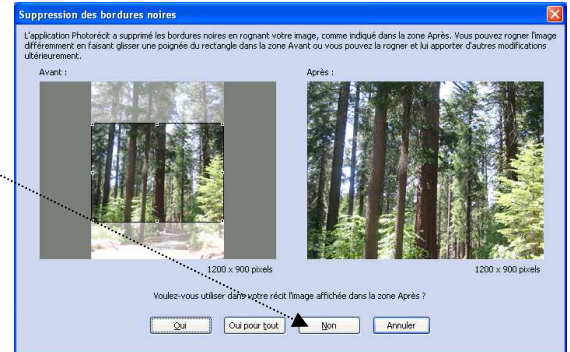 Suppression des bordures noires
L'application Photorécit a supprimé les bordures noires en rognant votre image, comme indiqué dans la zone Après. Vous pouvez rogner l'image
différemment en faisant glisser une poignée du rectangle dans la zone Avant ou vous pouvez la rogner et lui apporter d'autres modifications
ultérieurement.
Avant :
Après :
1200 x 900 pixels
1200 x 900 pixels
Voulez-vous utiliser dans votre récit l'image affichée dans la zone Après ?
Oui
Oui pour tout
Non
Annuler